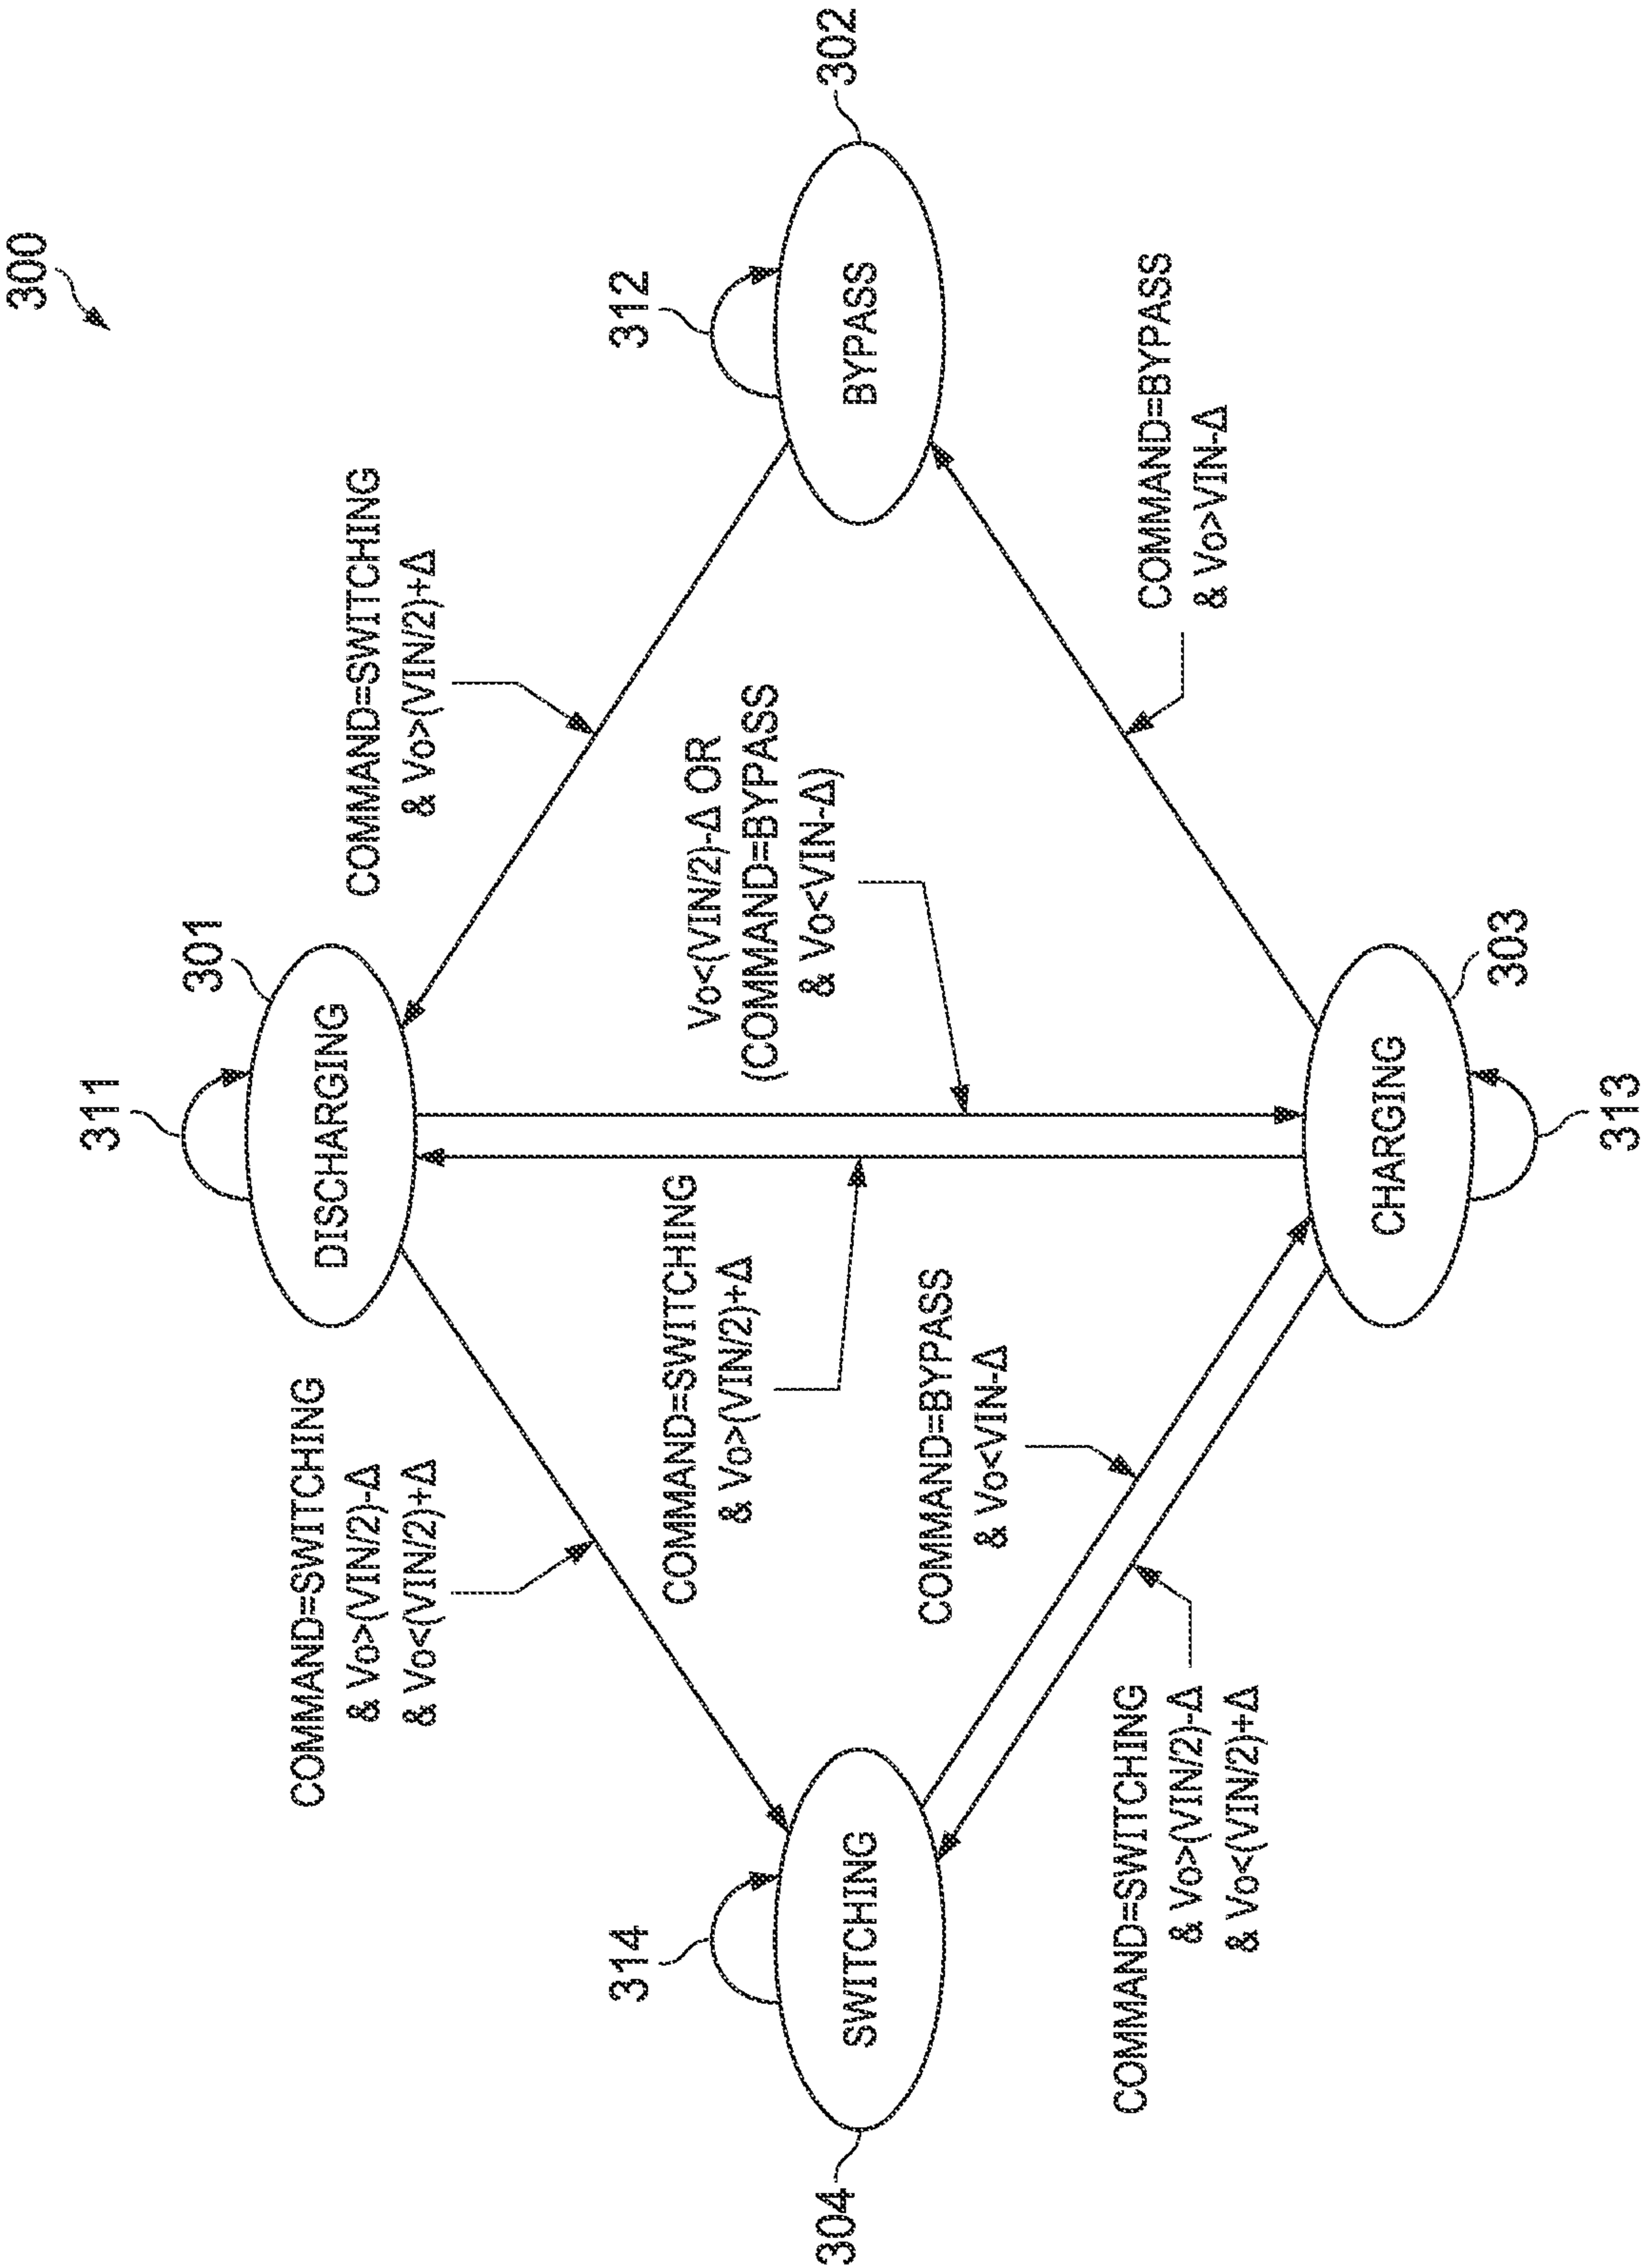 300
311
301
DISCHARGING
COMMAND=SWITCHING
& Vo>(VIN/2)-Δ
& Vo<(VIN/2)+Δ
COMMAND=SWITCHING
& Vo>(VIN/2)+Δ
314
SWITCHING
304
312
BYPASS
302
COMMAND=SWITCHING
& Vo>(VIN/2)+Δ
Vo<(VIN/2)-Δ OR
(COMMAND=BYPASS
& Vo<VIN-Δ)
COMMAND=BYPASS
& Vo<VIN-Δ
COMMAND=SWITCHING
& Vo>(VIN/2)-Δ
& Vo<(VIN/2)+Δ
COMMAND=BYPASS
& Vo>VIN-Δ
CHARGING
303
313